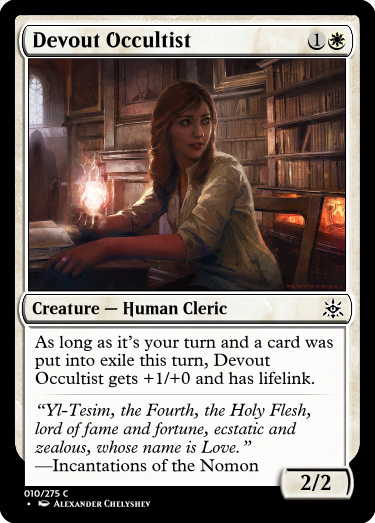 Devout Occultist
1
Creature — Human Cleric
As long as it's your turn and a card was
put into exile this turn, Devout
Occultist gets +1/+0 and has lifelink.
“Yl-Tesim, the Fourth, the Holy Flesh,
lord of fame and fortune, ecstatic and
zealous, whose name is Love.”
—Incantations of the Nomon
2/2
010/275 C
• Alexander Chelyshev